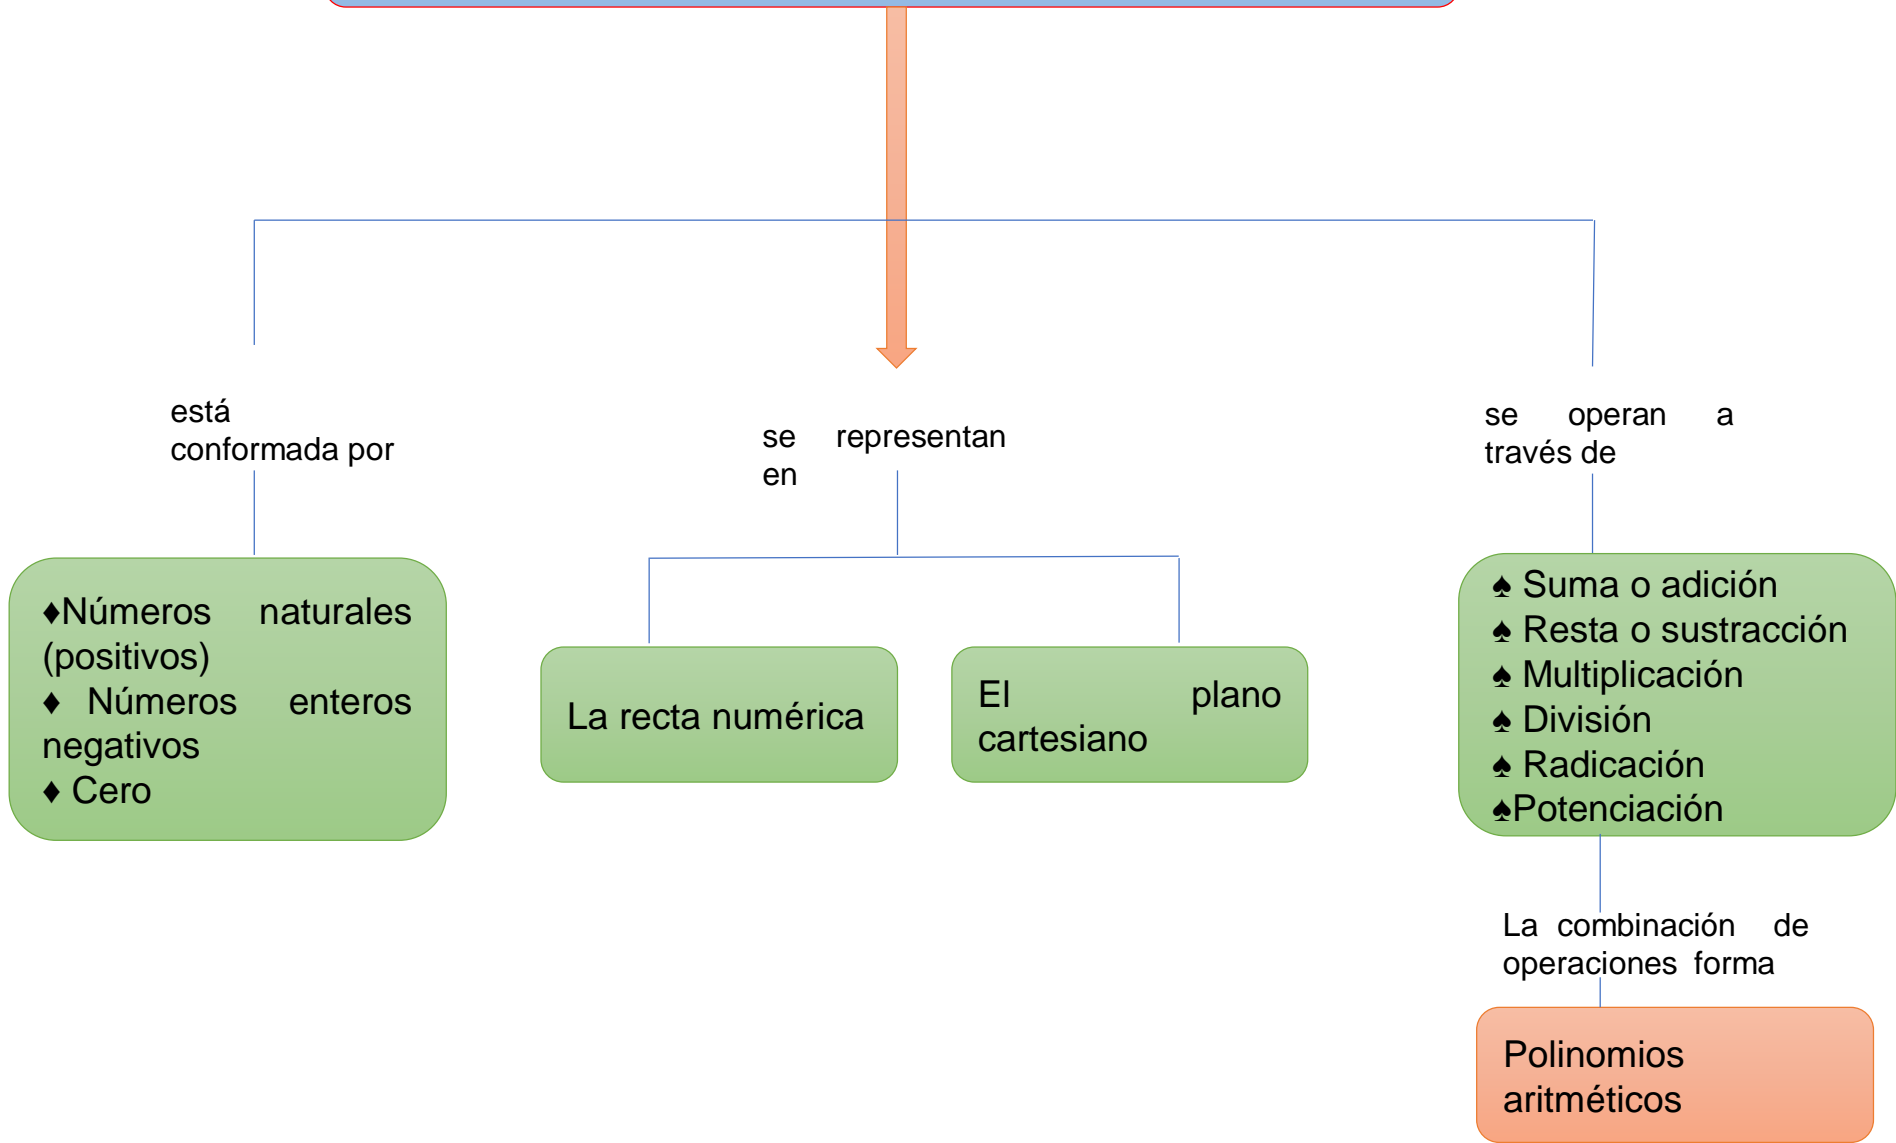 está
conformada por
♦Números naturales
(positivos)
♦ Números enteros
negativos
♦ Cero
se representan
en
La recta numérica
El plano
cartesiano
se operan a
través de
♠ Suma o adición
♠ Resta o sustracción
♠ Multiplicación
♠ División
♠ Radicación
♠Potenciación
La combinación de
operaciones forma
Polinomios
aritméticos